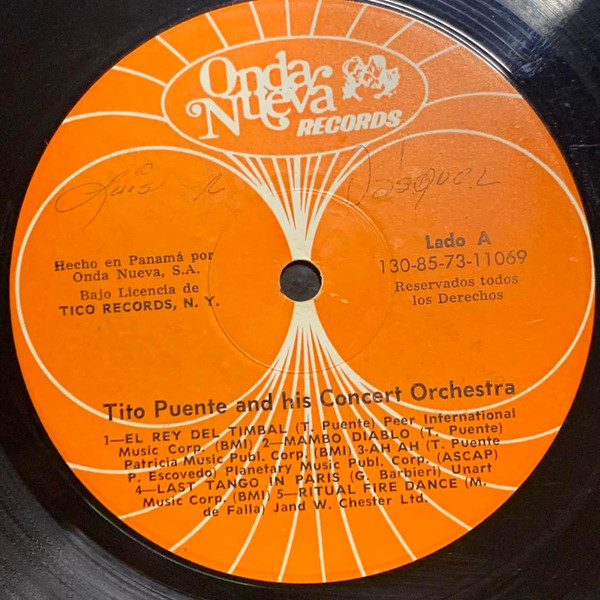 Onda
Nueva
RECORDS
Luis A Vasquez
Hecho en Panamá por
Onda Nueva, S.A.
Bajo Licencia de
TICO RECORDS, N. Y.
Lado A
130-85-73-11069
Reservados todos
los Derechos
Tito Puente and his Concert Orchestra
1—EL REY DEL TIMBAL (T. Puente) Peer International
Music Corp. (BMI) 2—MAMBO DIABLO (T. Puente)
Patricia Music Publ. Corp. (BMI) 3-AH AH (T. Puente
P. Escovedo) Planetary Music Publ. Corp. (ASCAP)
4—LAST TANGO IN PARIS (G. Barbieri) Unart
Music Corp. (BMI) 5—RITUAL FIRE DANCE (M.
de Falla) Jand W. Chester Ltd.